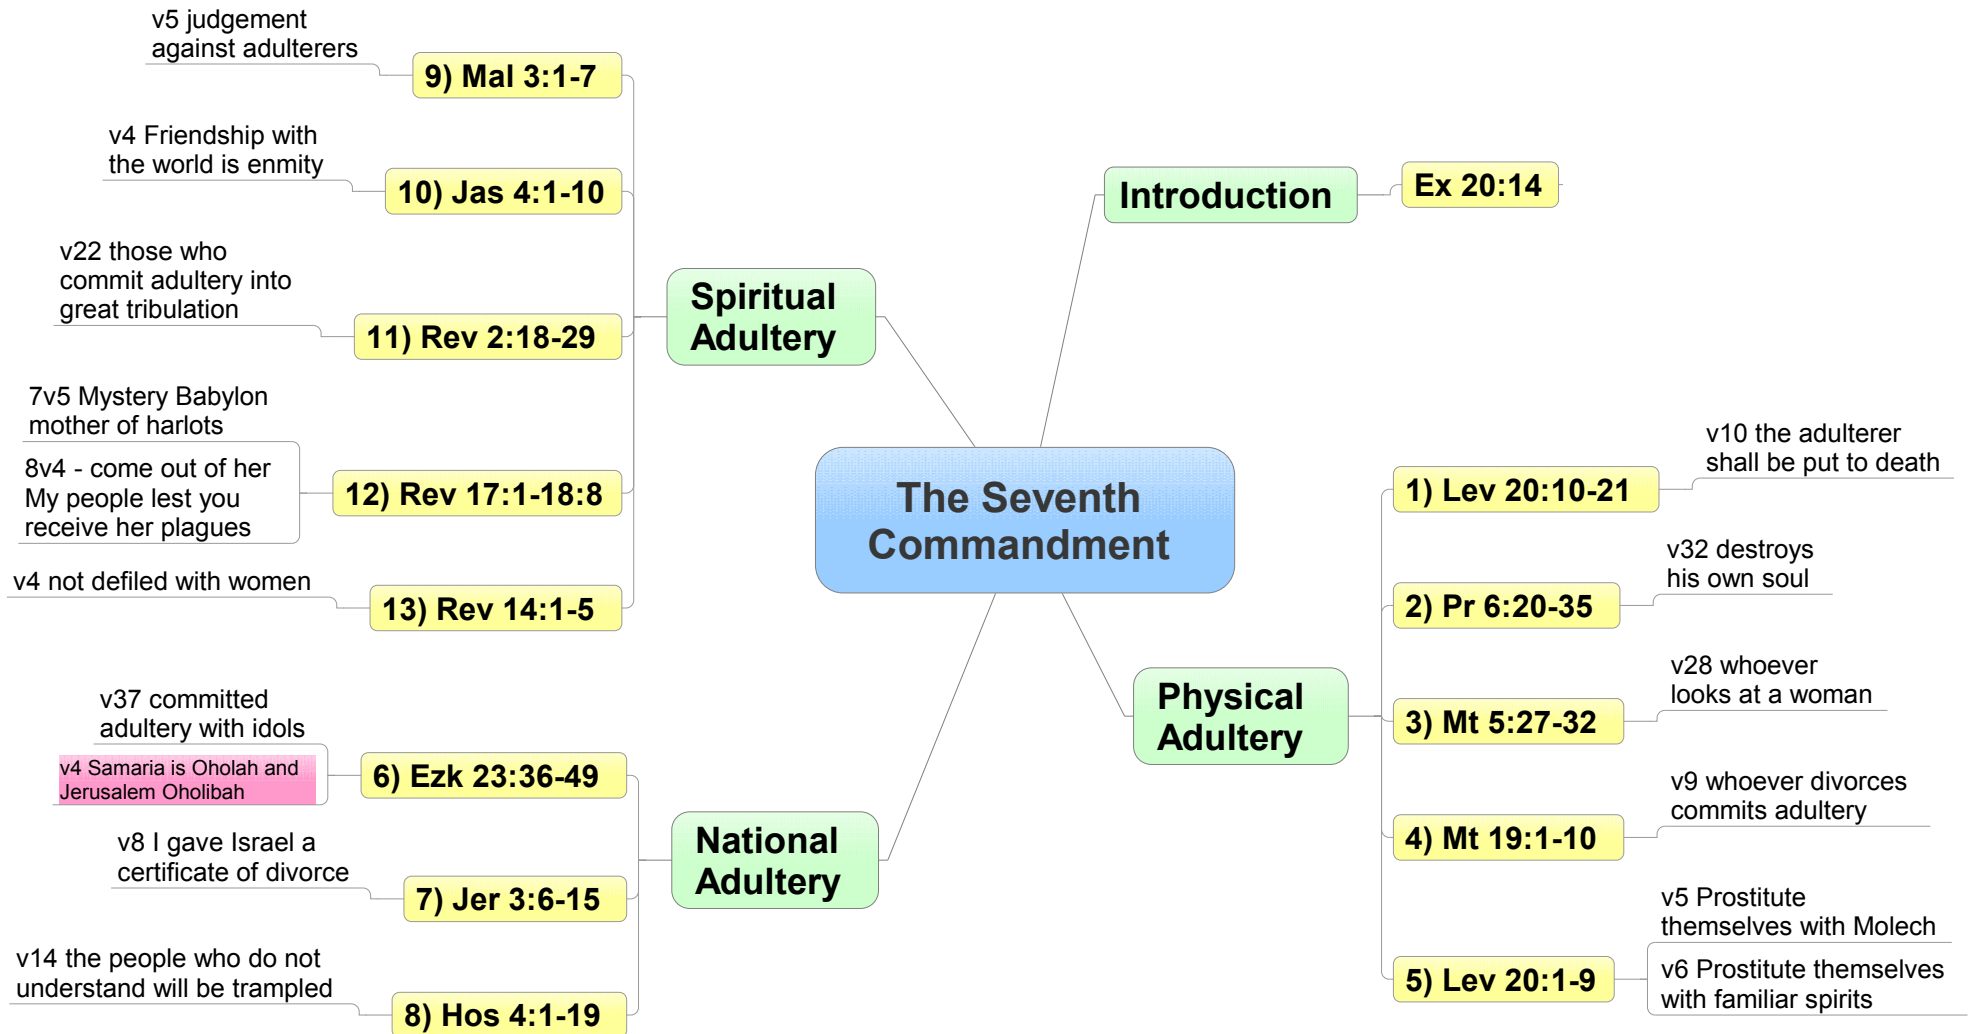 The Seventh
Commandment
Introduction
Ex 20:14
Physical
Adultery
1) Lev 20:10-21
v10 the adulterer
shall be put to death
2) Pr 6:20-35
v32 destroys
his own soul
3) Mt 5:27-32
v28 whoever
looks at a woman
4) Mt 19:1-10
v9 whoever divorces
commits adultery
5) Lev 20:1-9
v5 Prostitute
themselves with Molech
v6 Prostitute themselves
with familiar spirits
National
Adultery
6) Ezk 23:36-49
v37 committed
adultery with idols
v4 Samaria is Oholah and
Jerusalem Oholibah
7) Jer 3:6-15
v8 I gave Israel a
certificate of divorce
8) Hos 4:1-19
v14 the people who do not
understand will be trampled
Spiritual
Adultery
9) Mal 3:1-7
v5 judgement
against adulterers
10) Jas 4:1-10
v4 Friendship with
the world is enmity
11) Rev 2:18-29
v22 those who
commit adultery into
great tribulation
12) Rev 17:1-18:8
7v5 Mystery Babylon
mother of harlots
8v4 - come out of her
My people lest you
receive her plagues
13) Rev 14:1-5
v4 not defiled with women